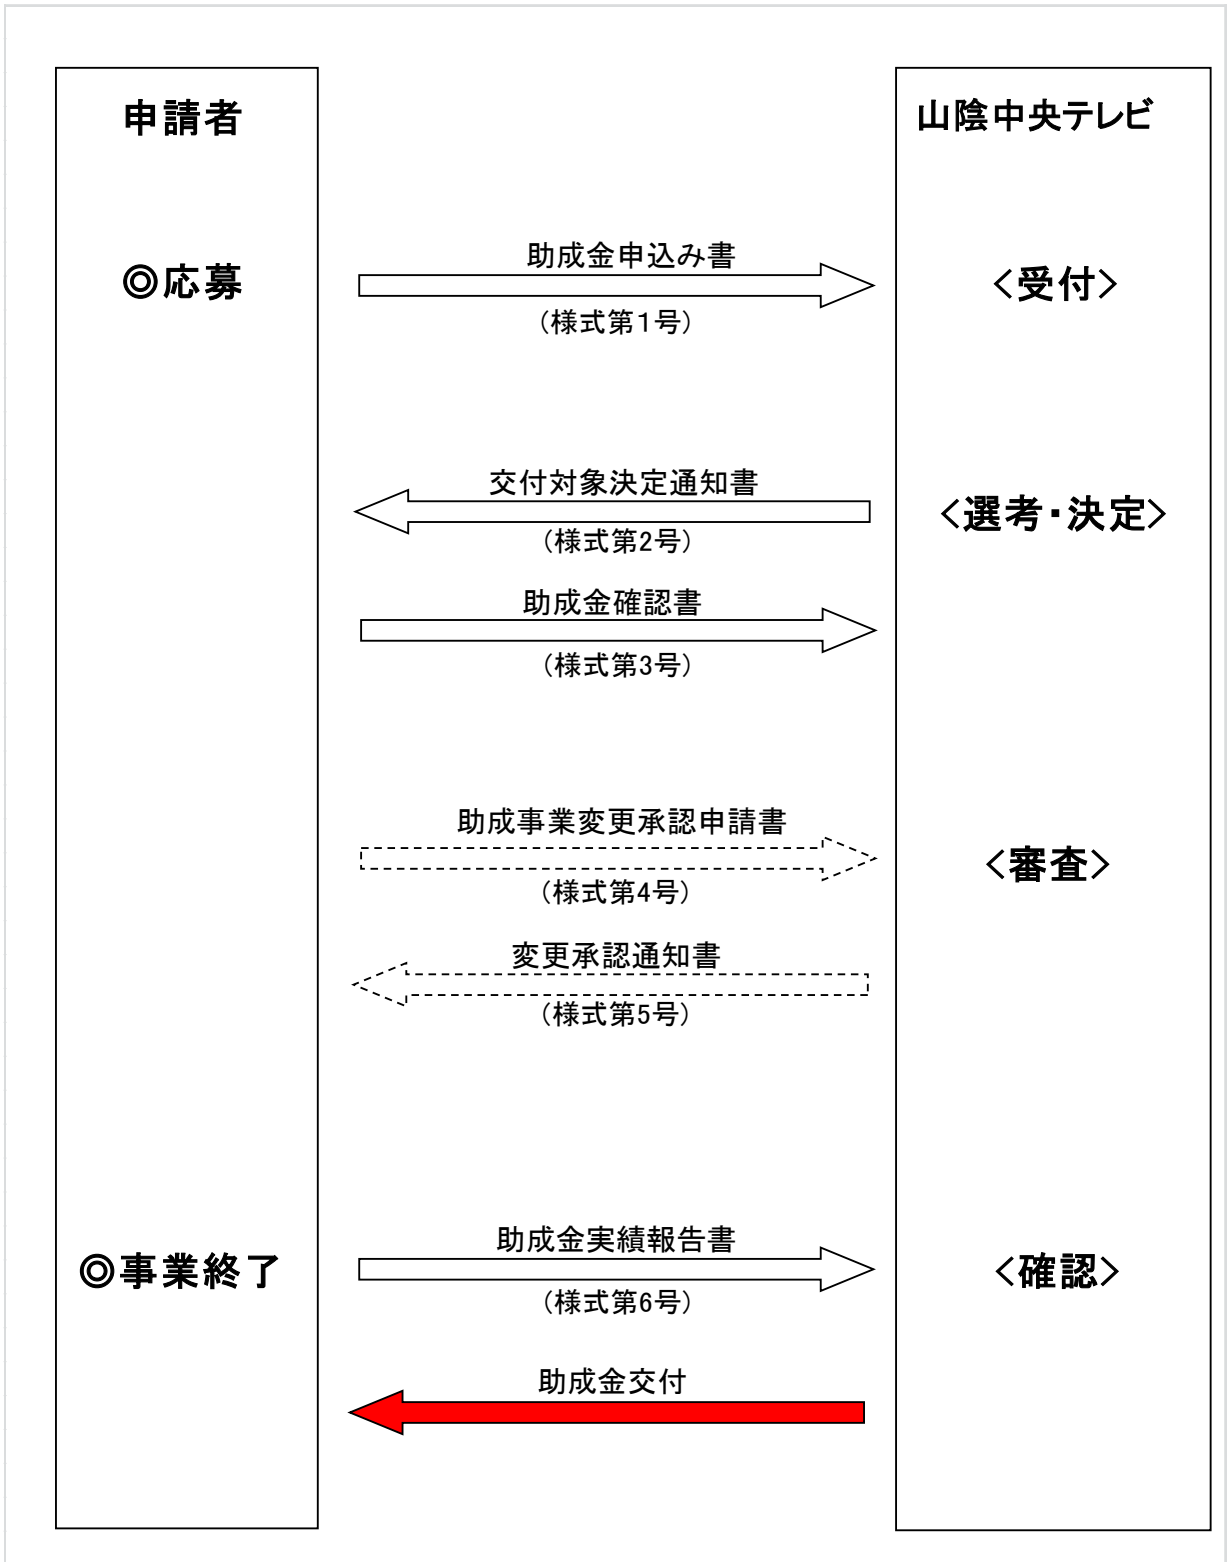 申請者
山陰中央テレビ
◎応募
助成金申込み書
(様式第1号)
<受付>
交付対象決定通知書
(様式第2号)
<選考・決定>
助成金確認書
(様式第3号)
助成事業変更承認申請書
(様式第4号)
<審査>
変更承認通知書
(様式第5号)
◎事業終了
助成金実績報告書
(様式第6号)
<確認>
助成金交付